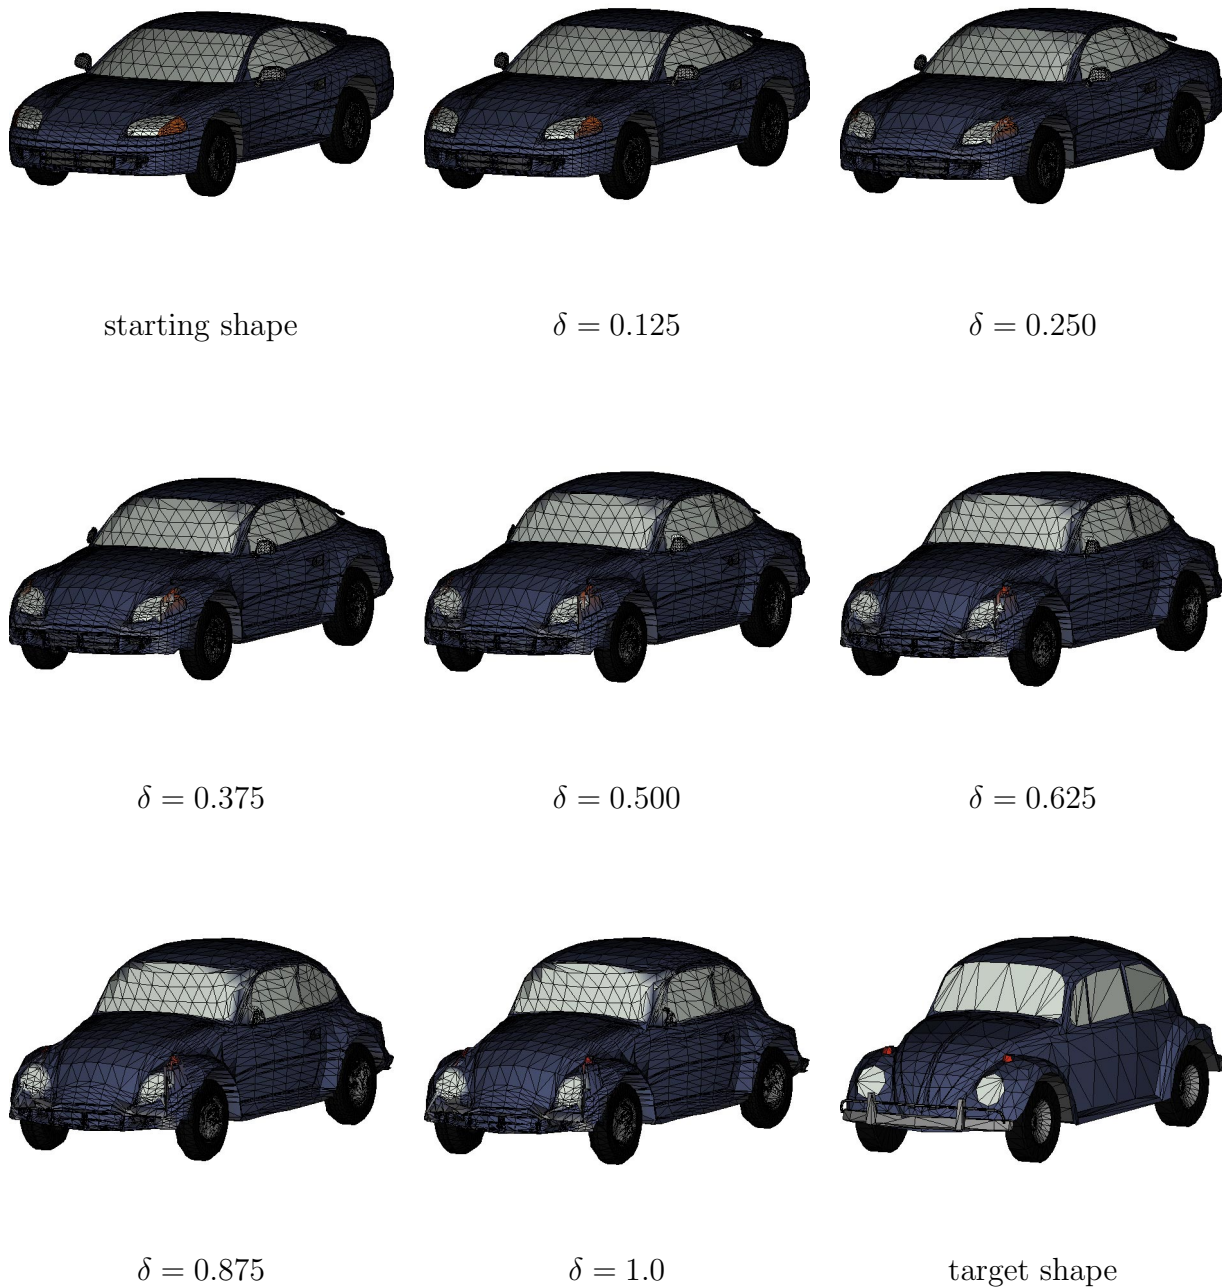 starting shape
δ = 0.125
δ = 0.250
δ = 0.375
δ = 0.500
δ = 0.625
δ = 0.875
δ = 1.0
target shape